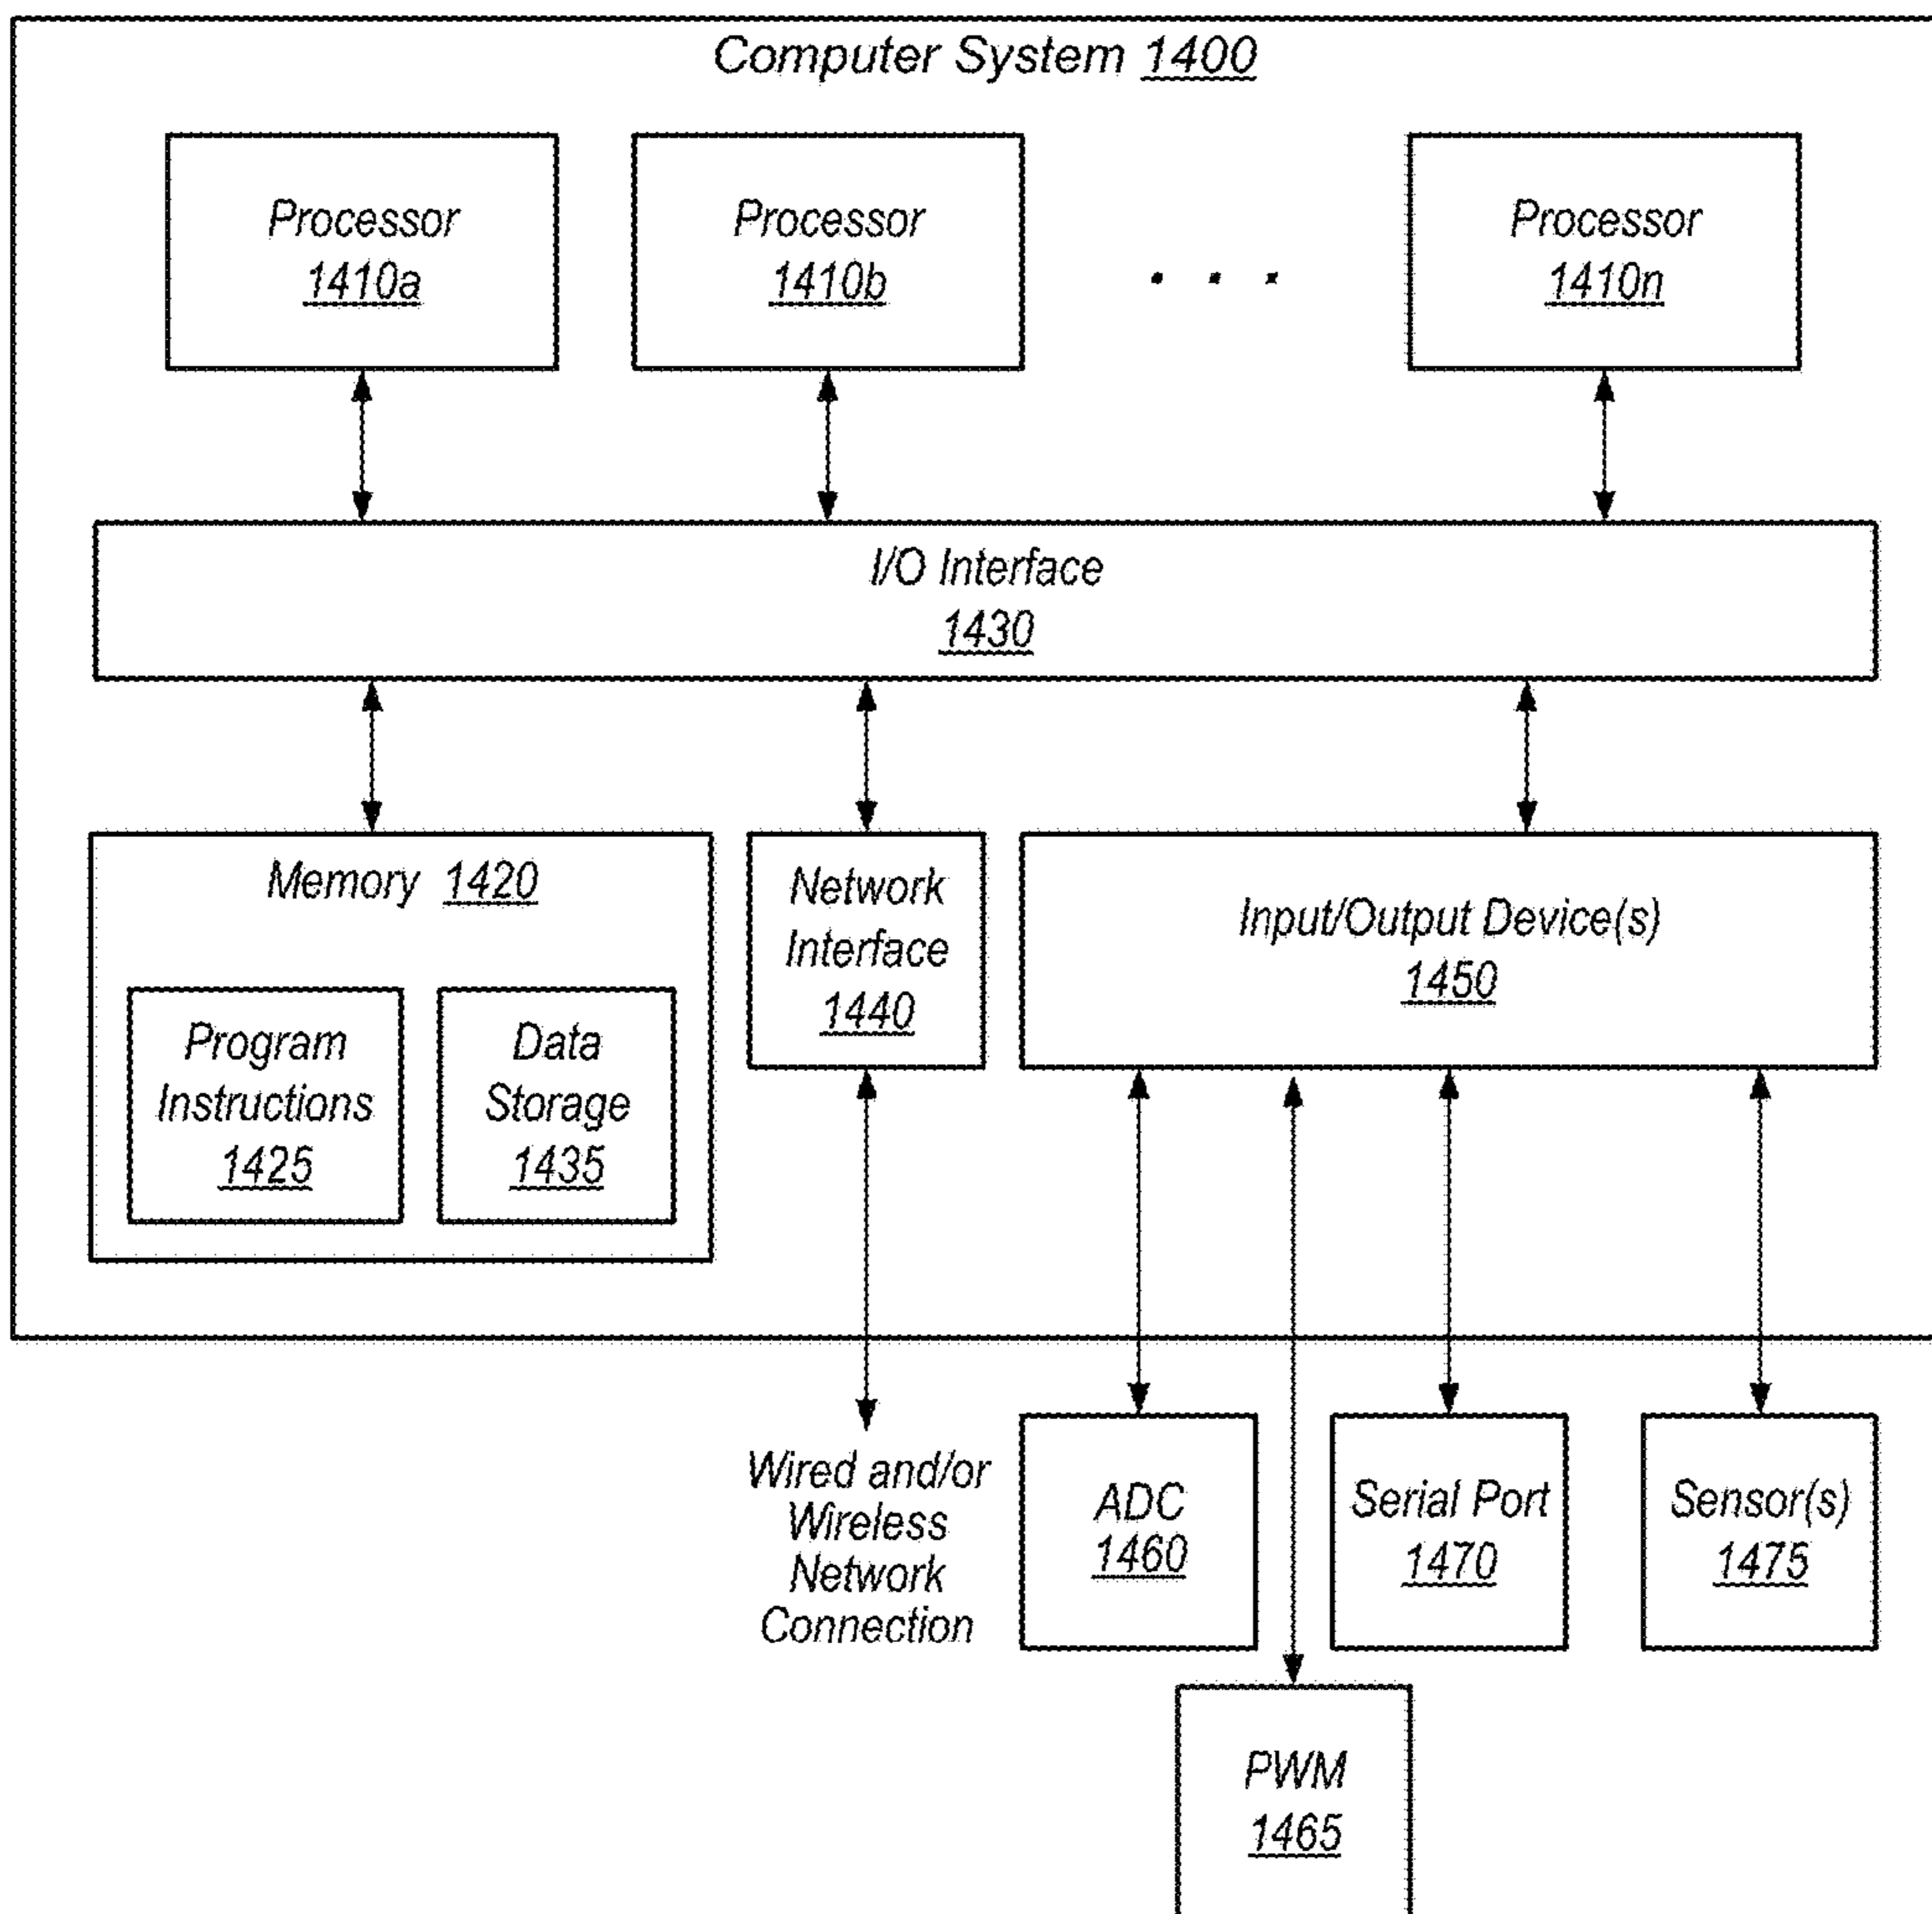 Computer System 1400
Processor
1410a
Processor
1410b
. . .
Processor
1410n
I/O Interface
1430
Memory 1420
Program
Instructions
1425
Data
Storage
1435
Network
Interface
1440
Input/Output Device(s)
1450
Wired and/or
Wireless
Network
Connection
ADC
1460
Serial Port
1470
Sensor(s)
1475
PWM
1465